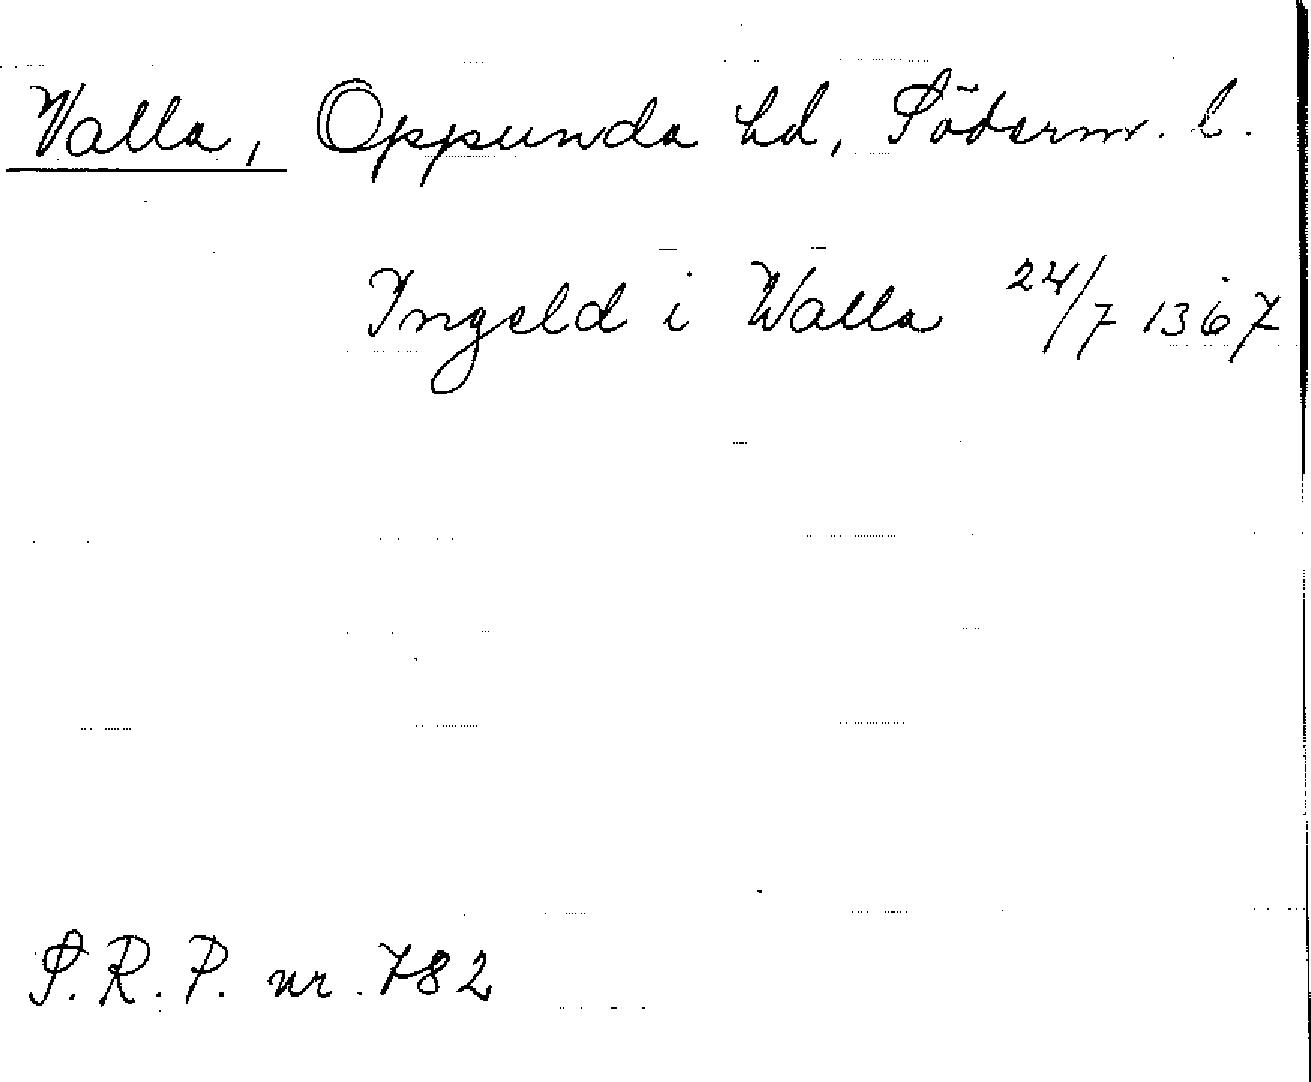 Valla, Oppunda hd, Söderm. l.
Ingeld i Walla 24/7 1367
S.R.P. nr. 782